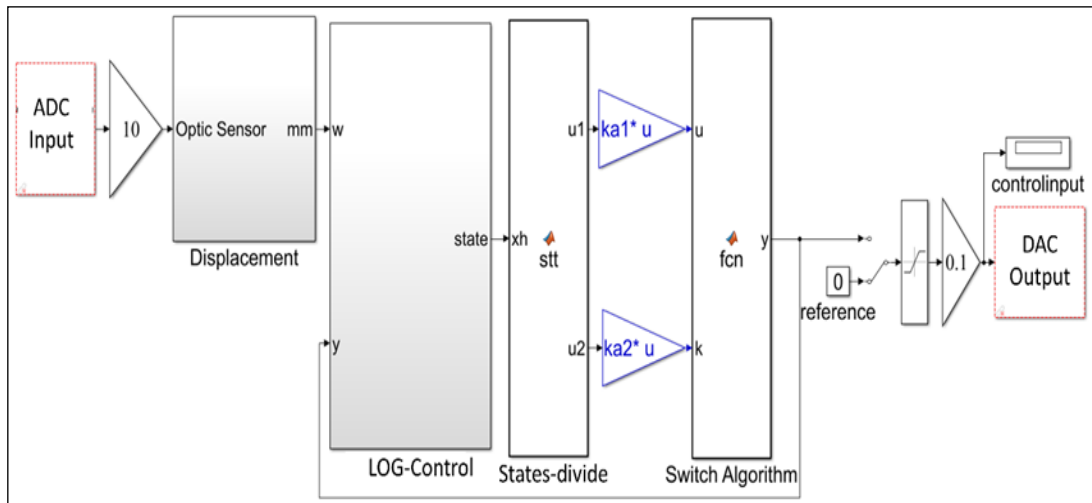 ADC
Input
10
Optic Sensor
mm
Displacement
w
state
y
LOG-Control
xh
stt
u1
u2
States-divide
ka1* u
ka2* u
u
fcn
y
k
Switch Algorithm
0
reference
0.1
controlinput
DAC
Output